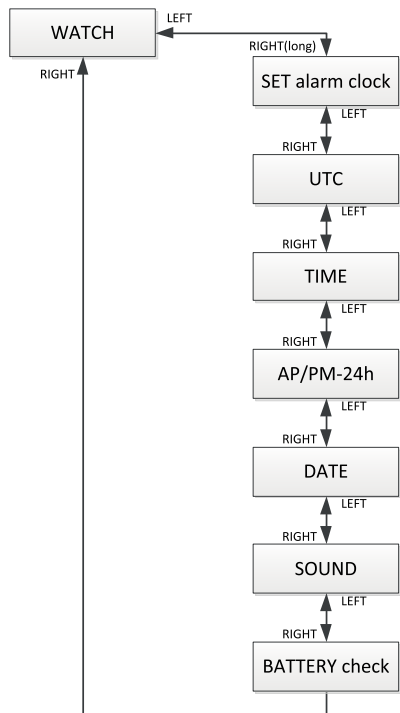 WATCH
LEFT
RIGHT(long)
RIGHT
SET alarm clock
LEFT
RIGHT
UTC
LEFT
RIGHT
TIME
LEFT
RIGHT
AP/PM-24h
LEFT
RIGHT
DATE
LEFT
RIGHT
SOUND
LEFT
RIGHT
BATTERY check